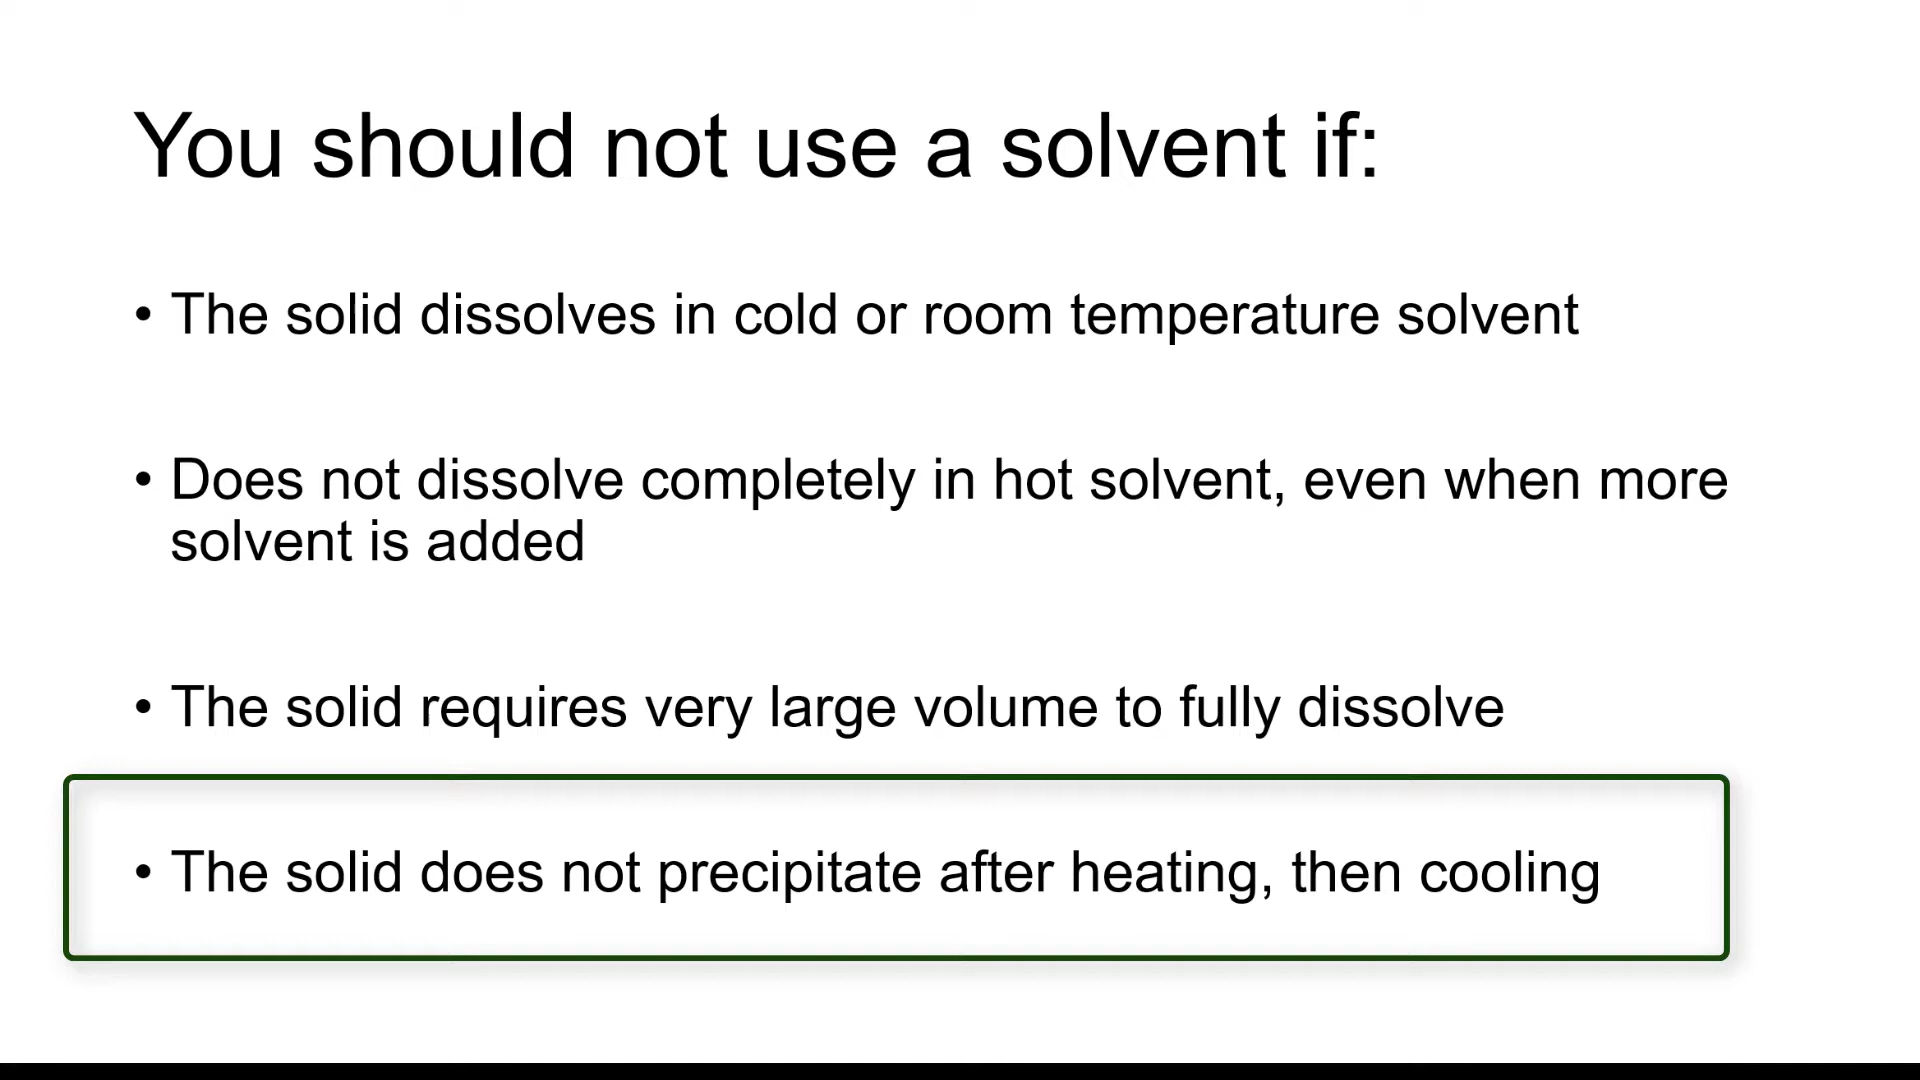 You should not use a solvent if:
• The solid dissolves in cold or room temperature solvent
• Does not dissolve completely in hot solvent, even when more
solvent is added
• The solid requires very large volume to fully dissolve
• The solid does not precipitate after heating, then cooling